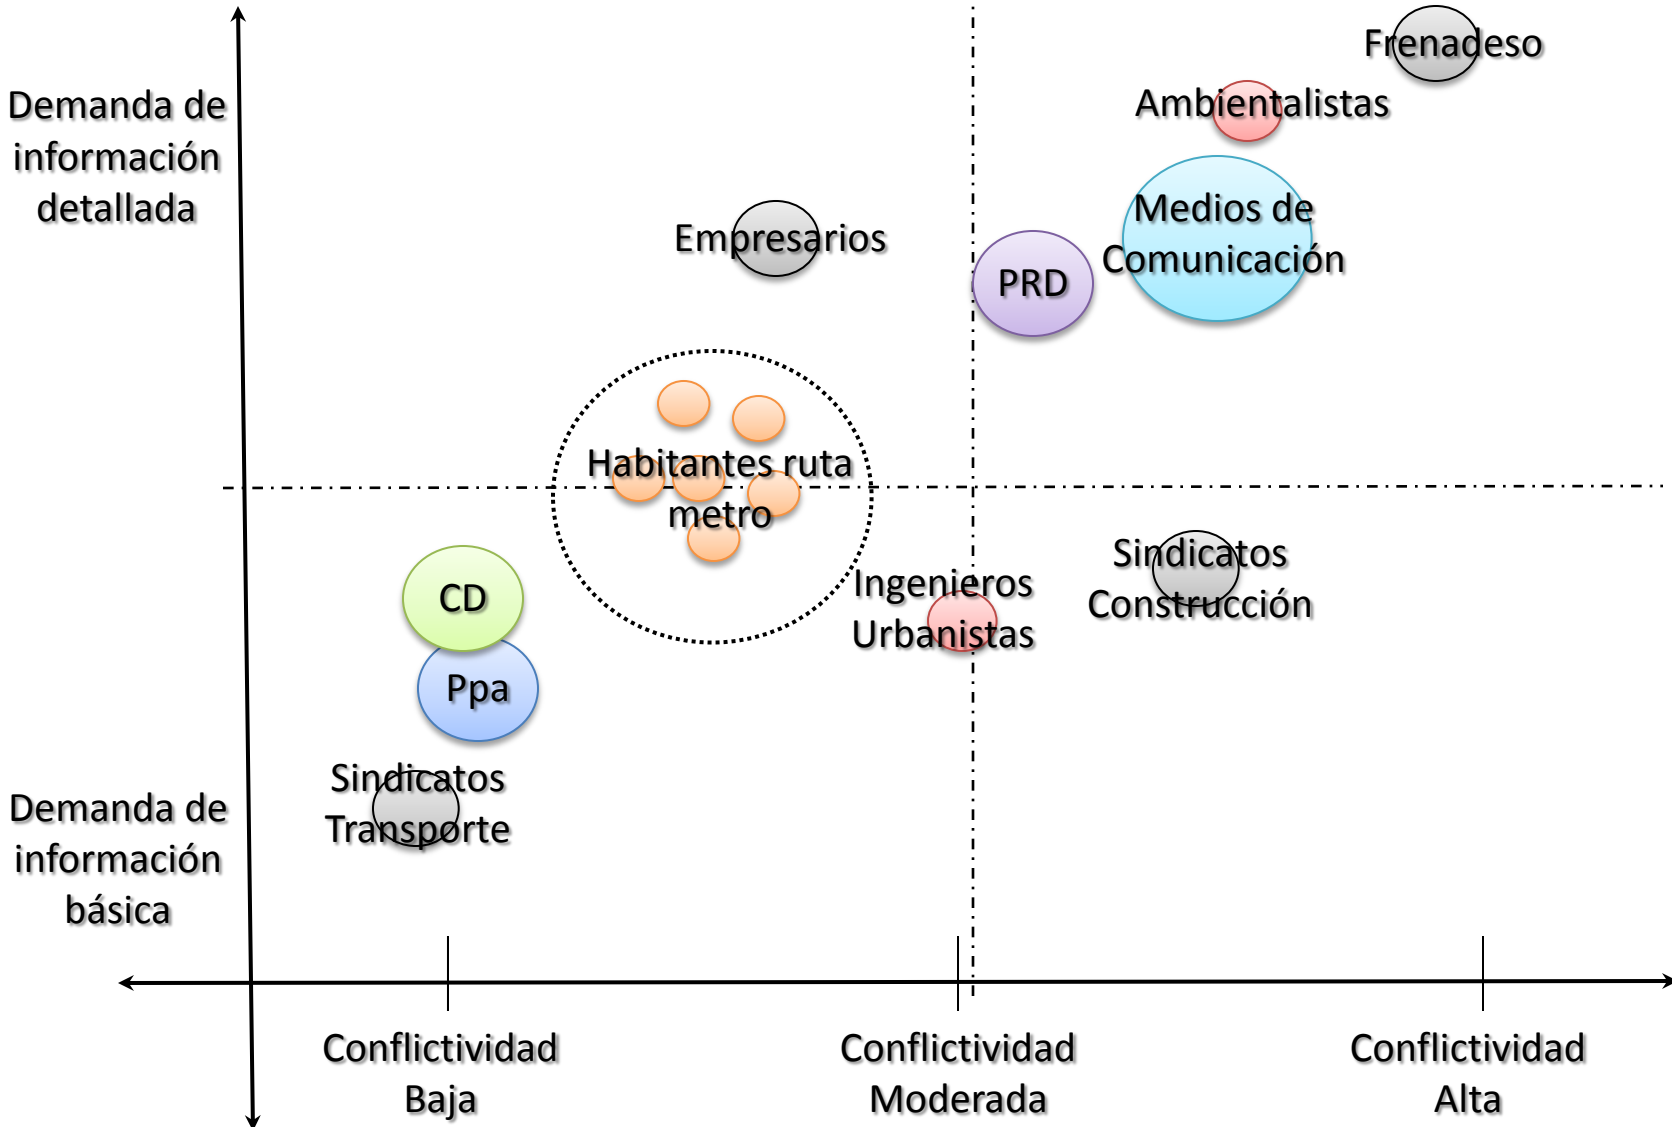 Frenadeso
Demanda de
información
detallada
Ambientalistas
Medios de
Comunicación
Empresarios
PRD
Habitantes ruta
metro
Sindicatos
Construcción
Ingenieros
Urbanistas
CD
Ppa
Sindicatos
Transporte
Demanda de
información
básica
Conflictividad
Baja
Conflictividad
Moderada
Conflictividad
Alta